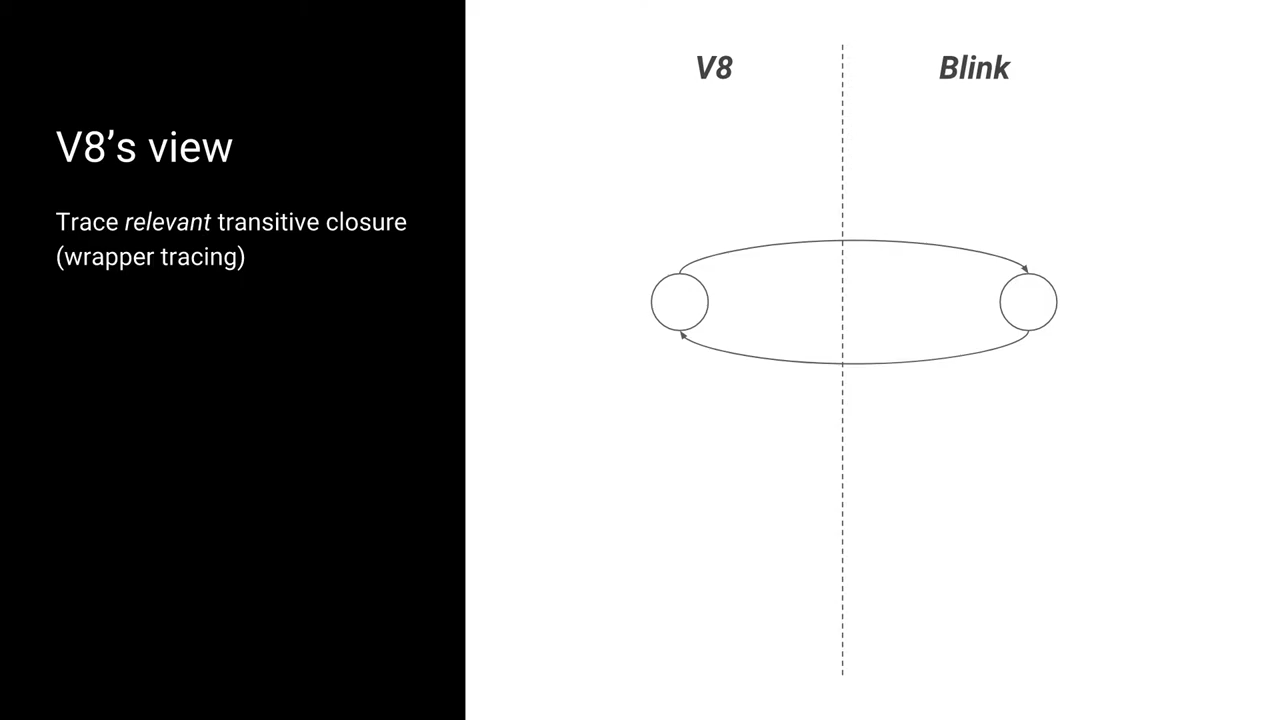 V8’s view
Trace relevant transitive closure
(wrapper tracing)
V8
Blink